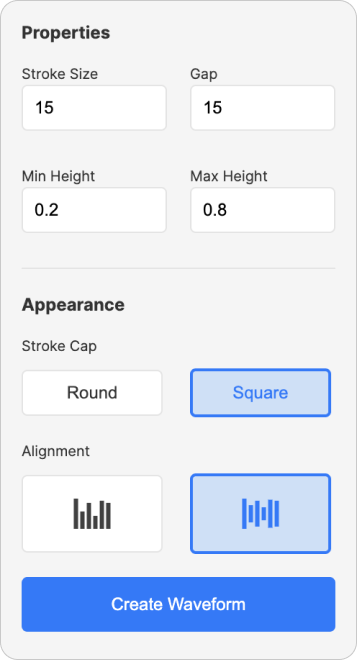 Properties
Stroke Size Gap
15 15
Min Height Max Height
0.2 0.8
Appearance
Stroke Cap
Round Square
Alignment
Create Waveform